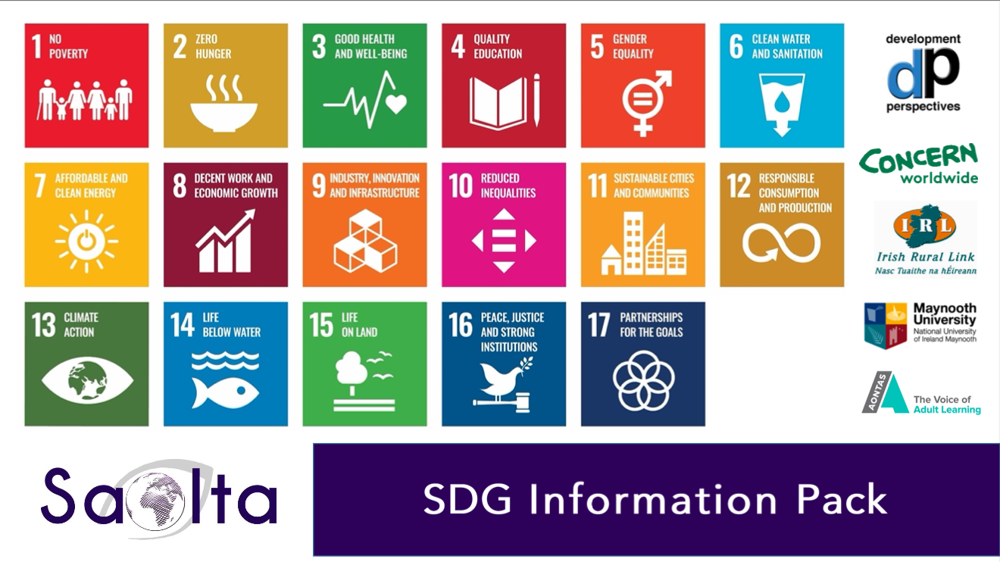 1 NO
POVERTY
2 ZERO
HUNGER
3 GOOD HEALTH
AND WELL-BEING
4 QUALITY
EDUCATION
5 GENDER
EQUALITY
6 CLEAN WATER
AND SANITATION
7 AFFORDABLE AND
CLEAN ENERGY
8 DECENT WORK AND
ECONOMIC GROWTH
9 INDUSTRY, INNOVATION
AND INFRASTRUCTURE
10 REDUCED
INEQUALITIES
11 SUSTAINABLE CITIES
AND COMMUNITIES
12 RESPONSIBLE
CONSUMPTION
AND PRODUCTION
13 CLIMATE
ACTION
14 LIFE
BELOW WATER
15 LIFE
ON LAND
16 PEACE, JUSTICE
AND STRONG
INSTITUTIONS
17 PARTNERSHIPS
FOR THE GOALS
development
dp
perspectives
CONCERN
worldwide
IRL
Irish Rural Link
Nasc Tuaithe na hÉireann
Maynooth
University
National University
of Ireland Maynooth
AONTAS
The Voice of
Adult Learning
Saolta
SDG Information Pack